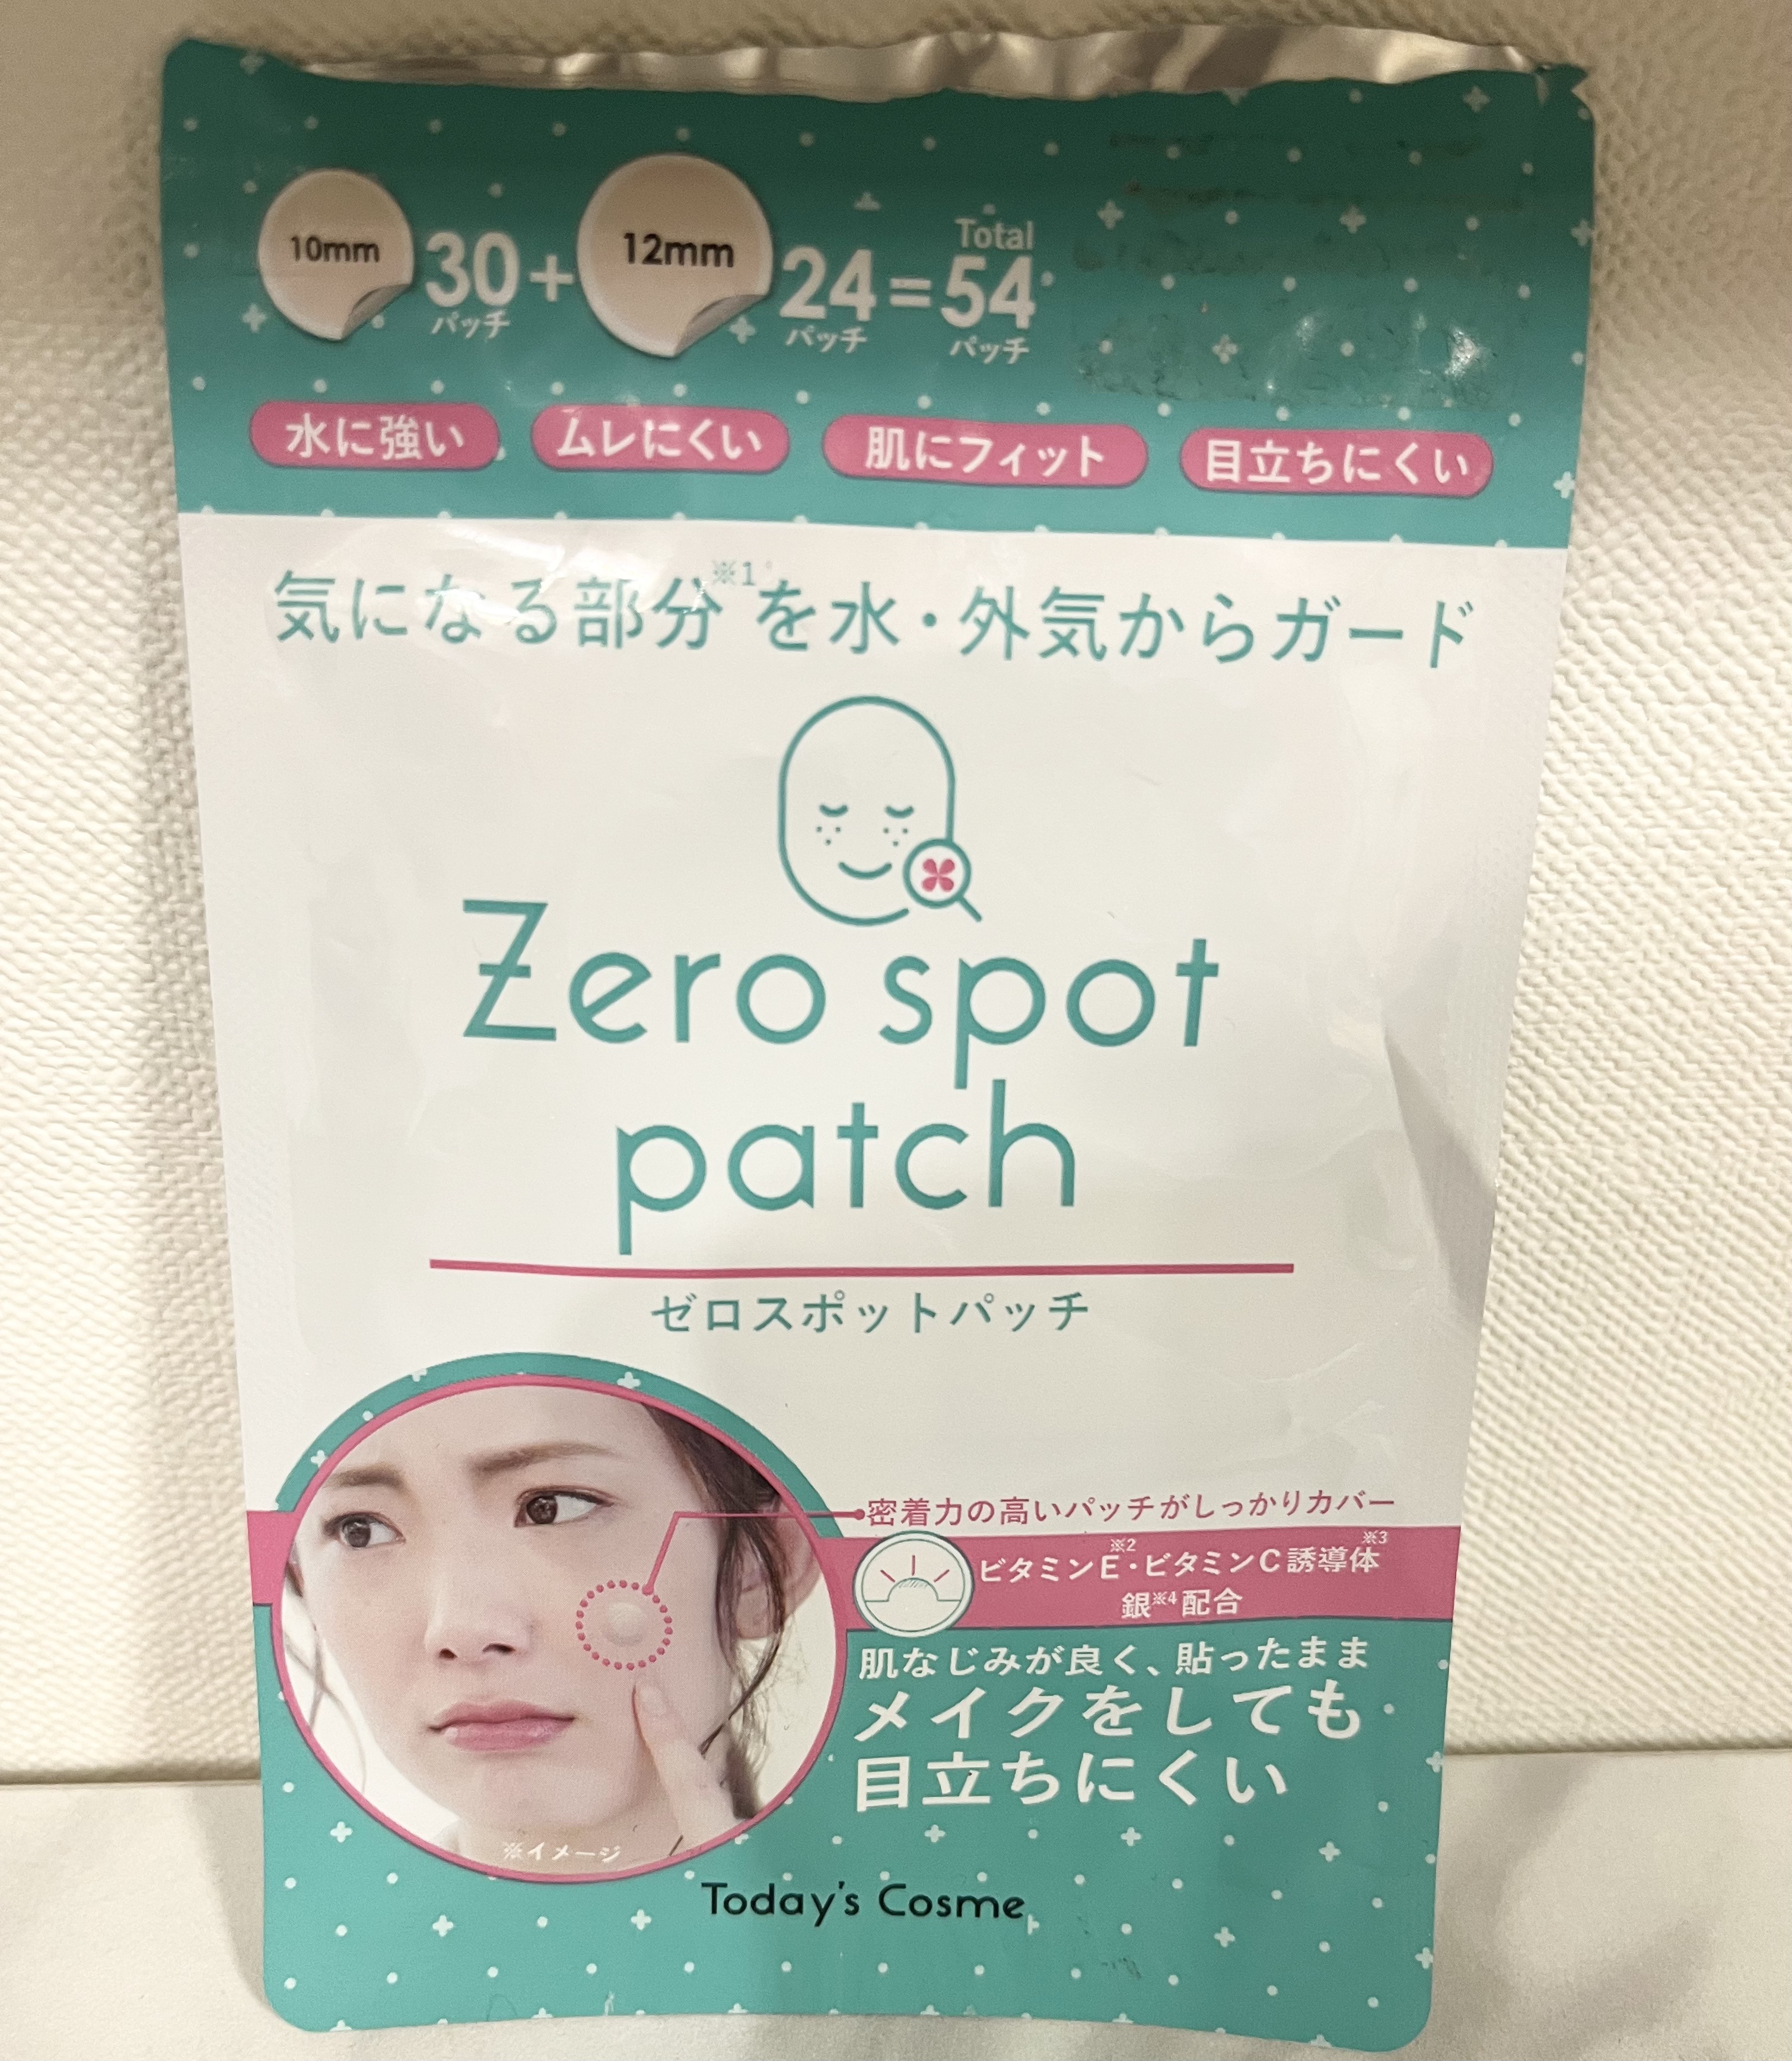 10mm 30パッチ + 12mm 24パッチ = Total 54パッチ
水に強い ムレにくい 肌にフィット 目立ちにくい
気になる部分※1を水・外気からガード
Zero spot
patch
ゼロスポットパッチ
密着力の高いパッチがしっかりカバー
ビタミンE※2・ビタミンC誘導体※3
銀※4配合
肌なじみが良く、貼ったまま
メイクをしても
目立ちにくい
※イメージ
Today's Cosme